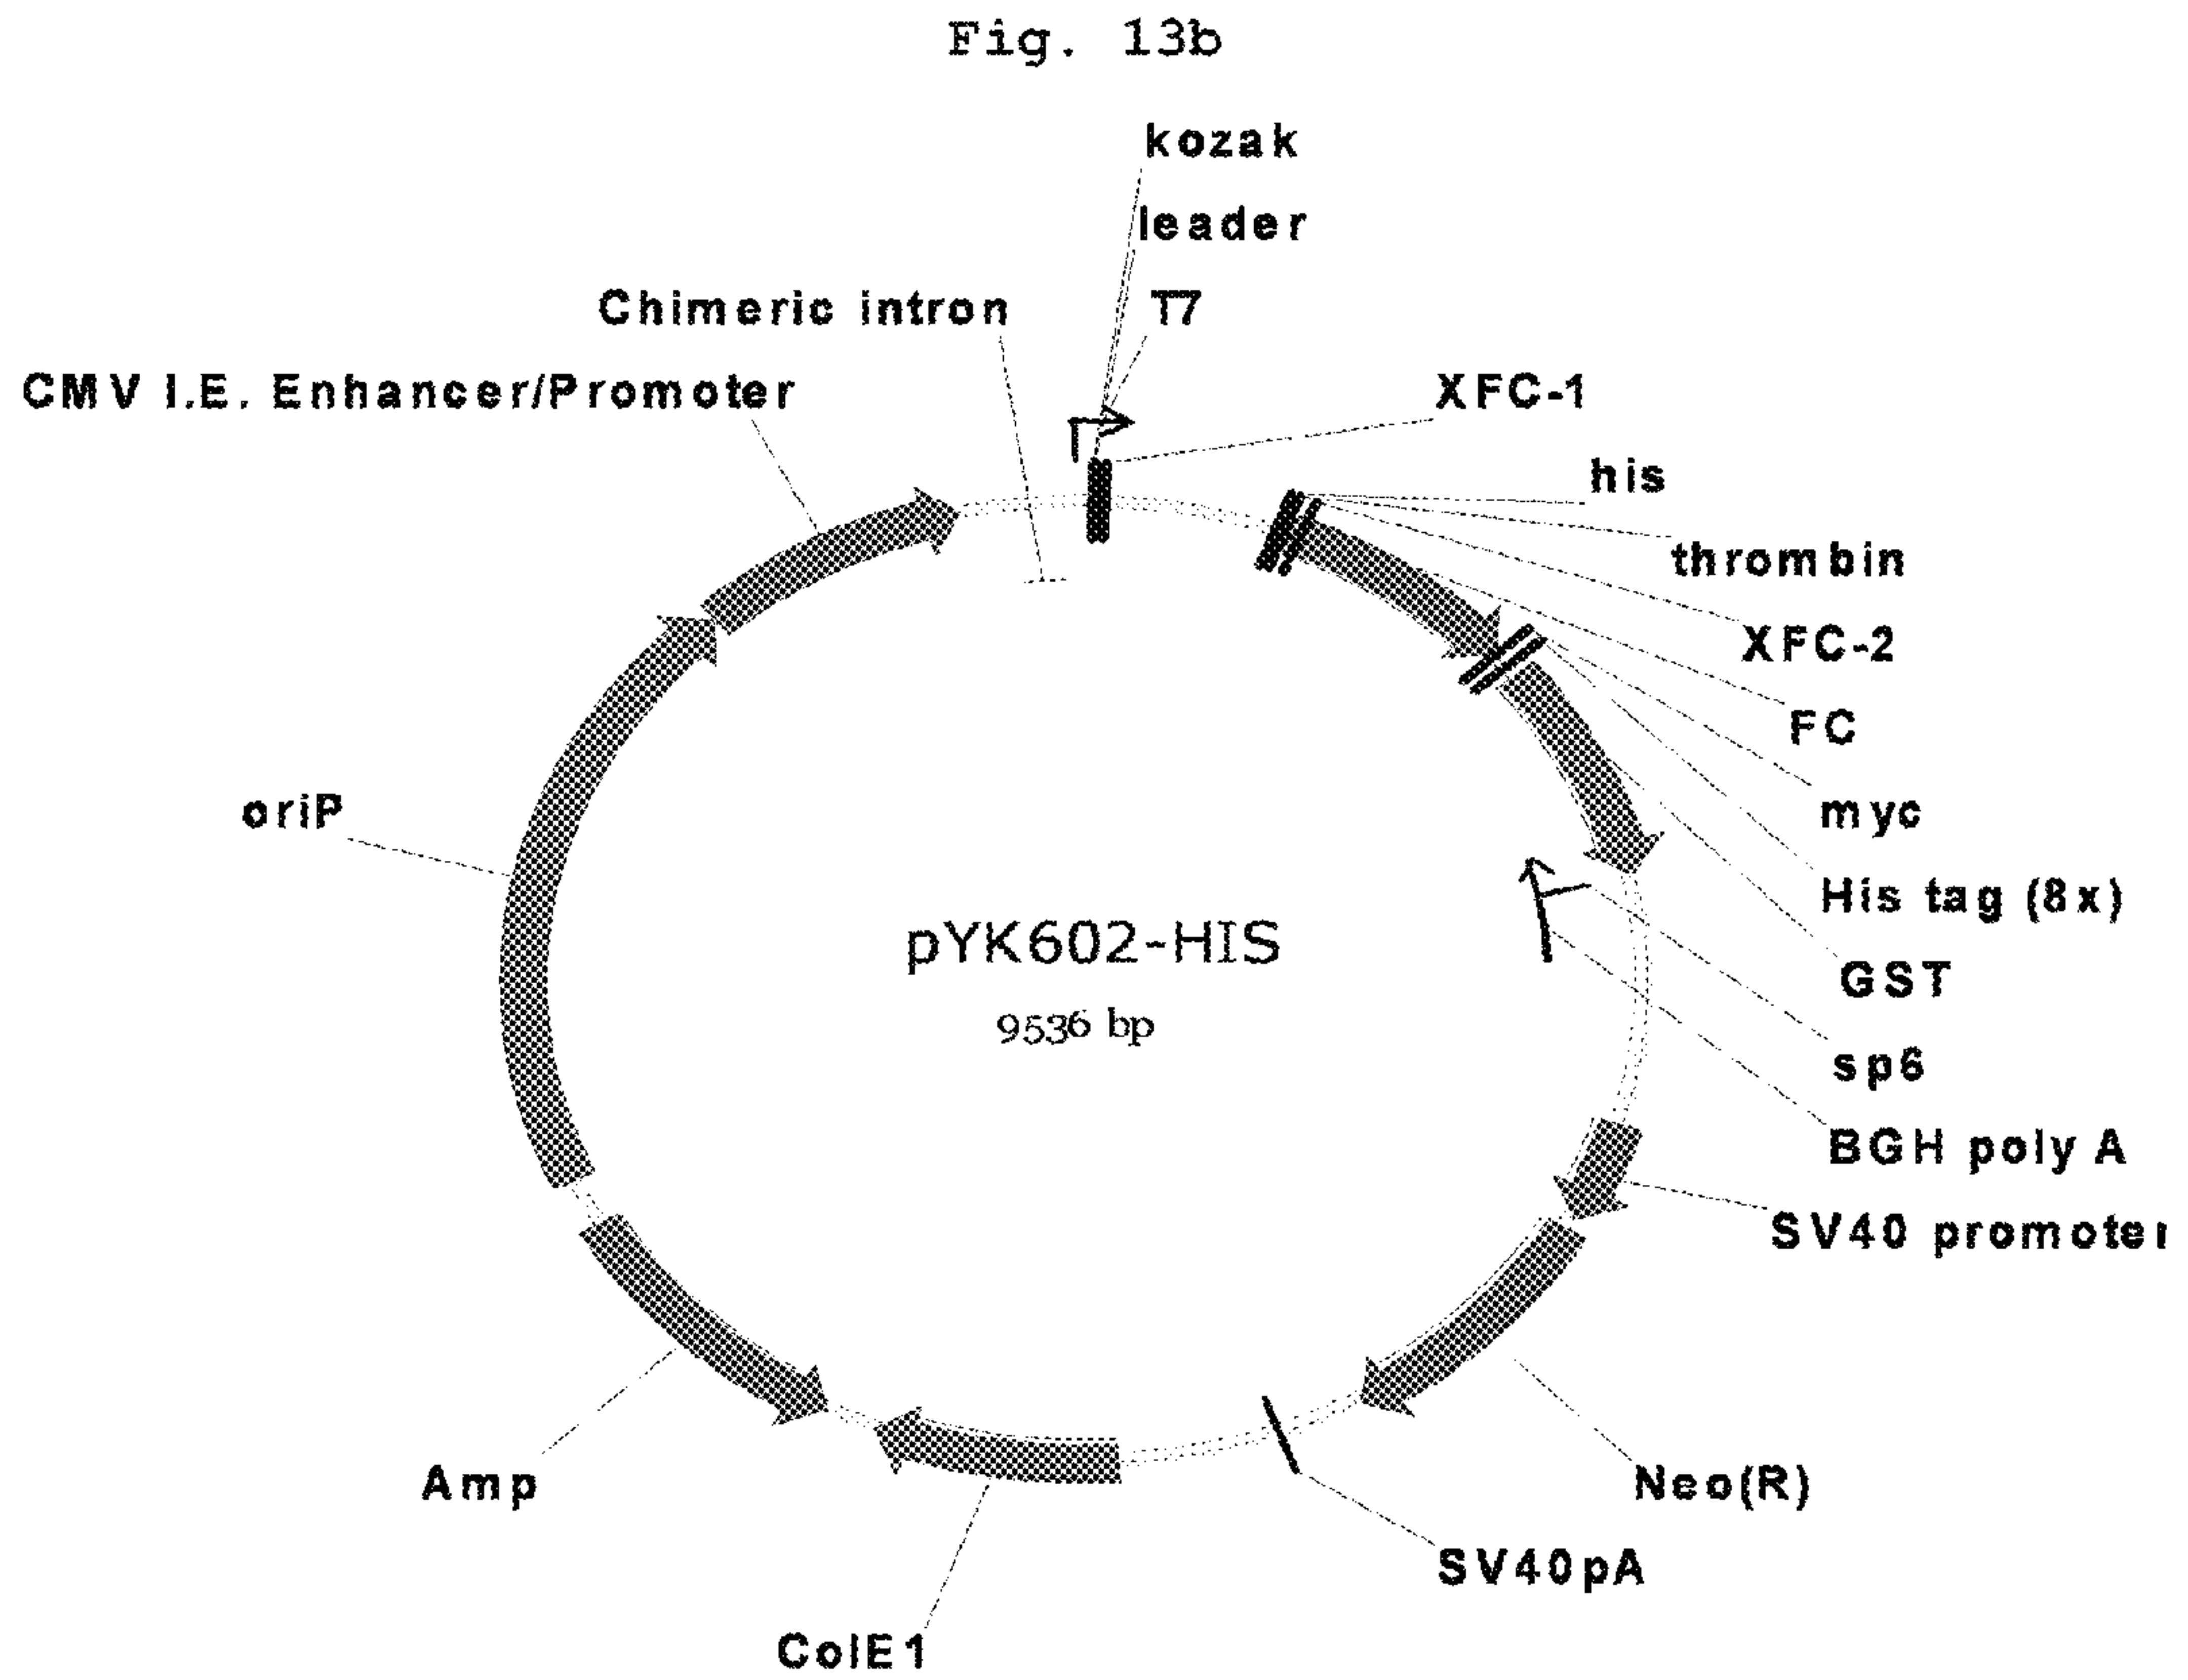 Fig. 13b
kozak
leader
Chimeric intron
T7
CMV I.E. Enhancer/Promoter
XFC-1
his
thrombin
XFC-2
FC
oriP
myc
His tag (8x)
pYK602-HIS
GST
9536 bp
sp6
BGH poly A
SV40 promoter
Amp
Neo(R)
SV40pA
ColE1